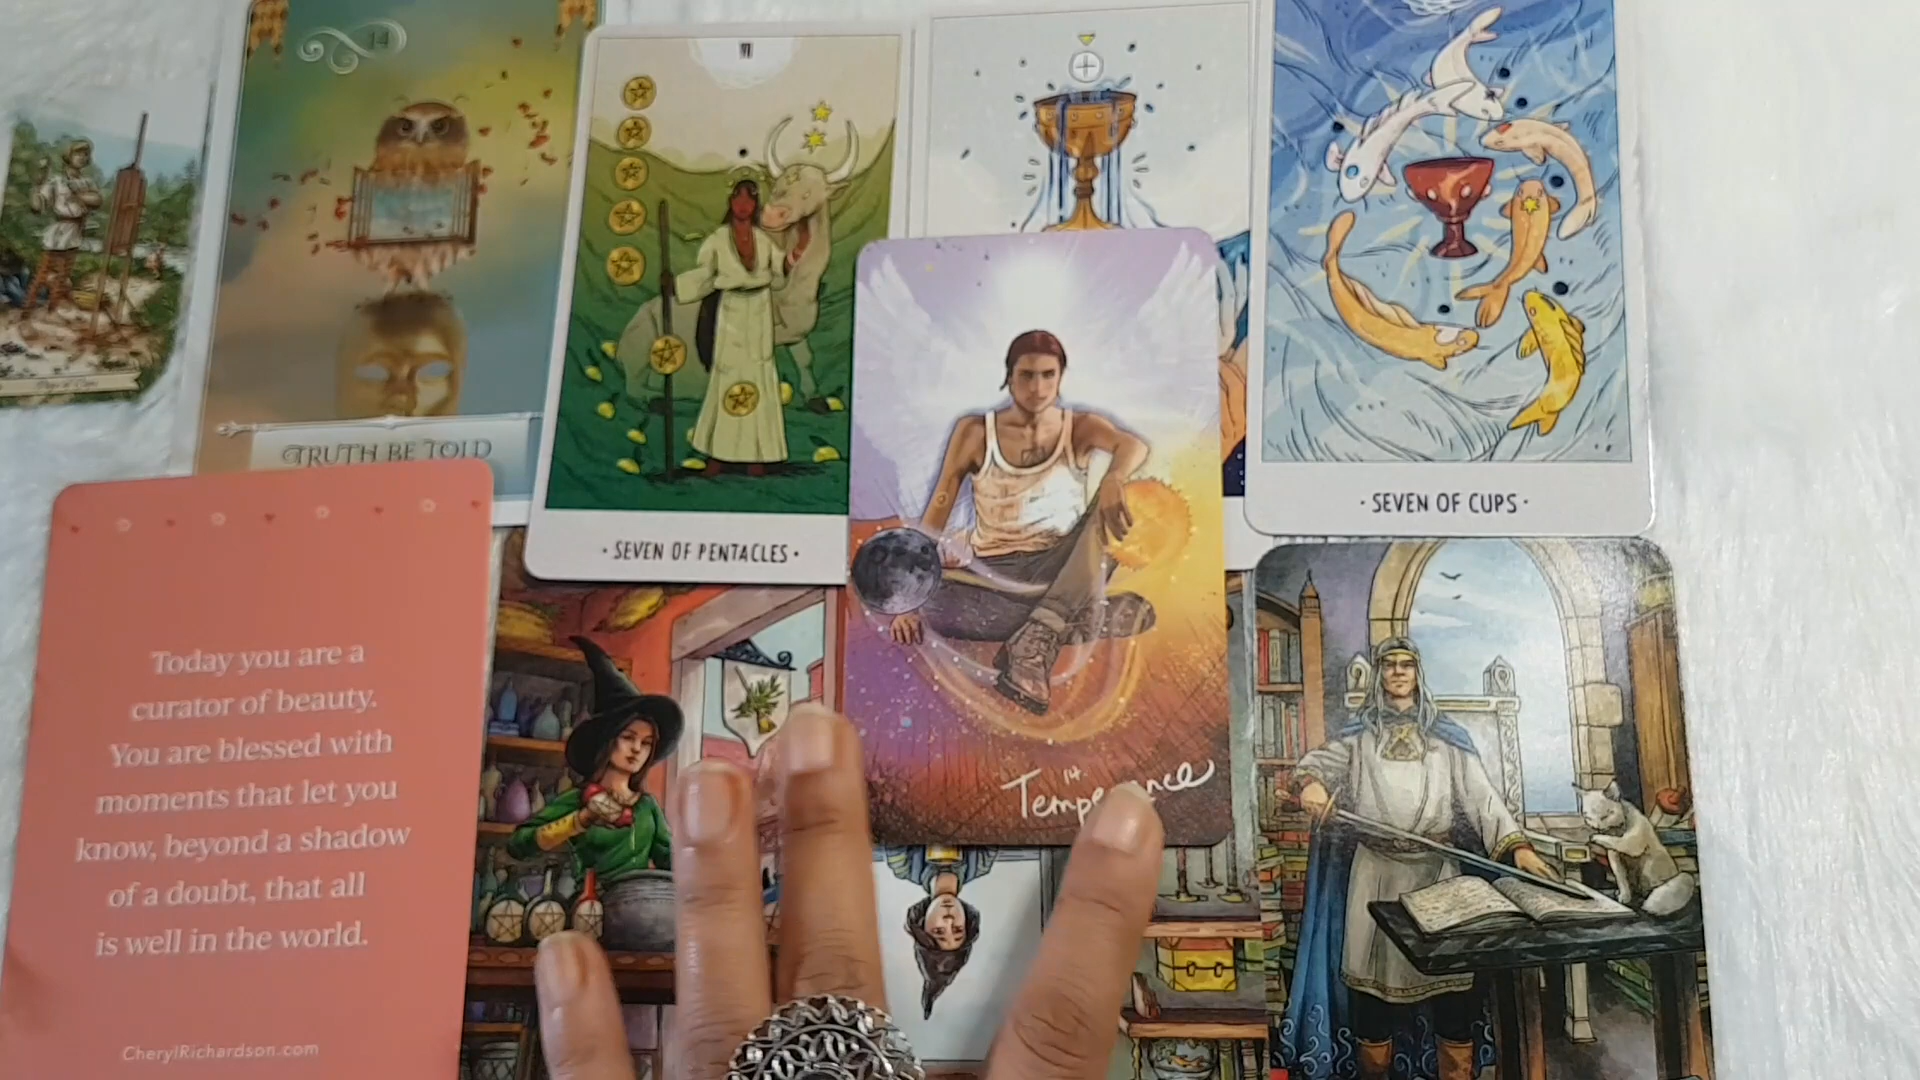 14
VII
TRUTH BE TOLD
· SEVEN OF PENTACLES ·
· SEVEN OF CUPS ·
14
Temperance
Today you are a
curator of beauty.
You are blessed with
moments that let you
know, beyond a shadow
of a doubt, that all
is well in the world.
CherylRichardson.com